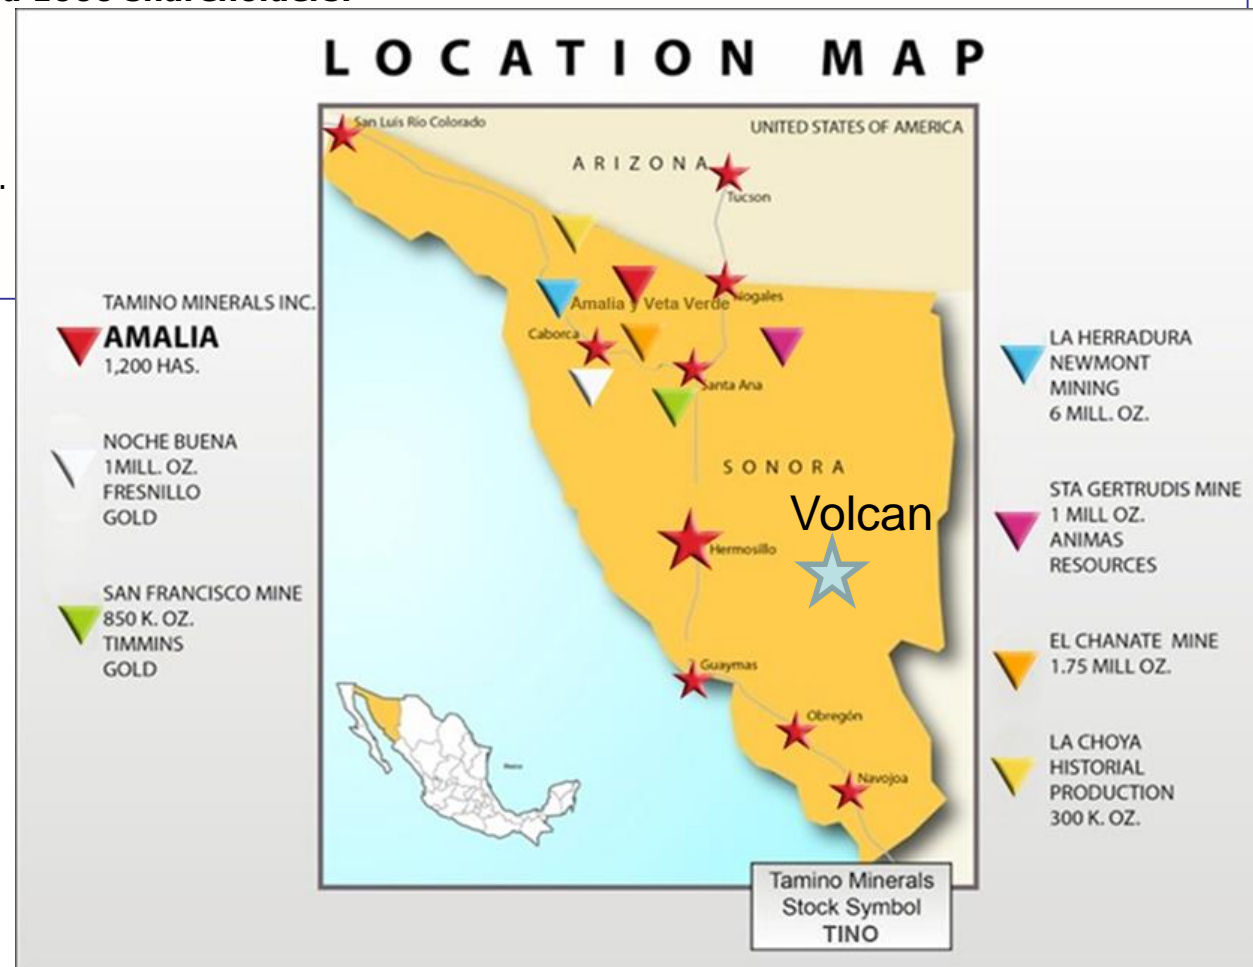 LOCATION MAP
San Luis Río Colorado
UNITED STATES OF AMERICA
ARIZONA
Tucson
Nogales
Amalia y Veta Verde
Caborca
Santa Ana
SONORA
Volcan
Hermosillo
Guaymas
Obregón
Navojoa
TAMINO MINERALS INC.
AMALIA
1,200 HAS.
NOCHE BUENA
1MILL. OZ.
FRESNILLO
GOLD
SAN FRANCISCO MINE
850 K. OZ.
TIMMINS
GOLD
LA HERRADURA
NEWMONT
MINING
6 MILL. OZ.
STA GERTRUDIS MINE
1 MILL OZ.
ANIMAS
RESOURCES
EL CHANATE MINE
1.75 MILL OZ.
LA CHOYA
HISTORIAL
PRODUCTION
300 K. OZ.
Tamino Minerals
Stock Symbol
TINO